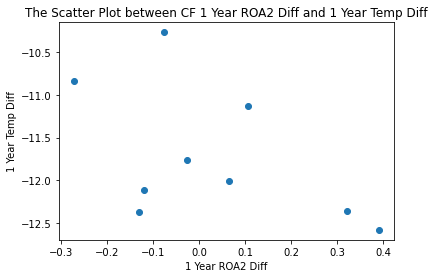 The Scatter Plot between CF 1 Year ROA2 Diff and 1 Year Temp Diff
1 Year Temp Diff
−10.5
−11.0
−11.5
−12.0
−12.5
−0.3 −0.2 −0.1 0.0 0.1 0.2 0.3 0.4
1 Year ROA2 Diff